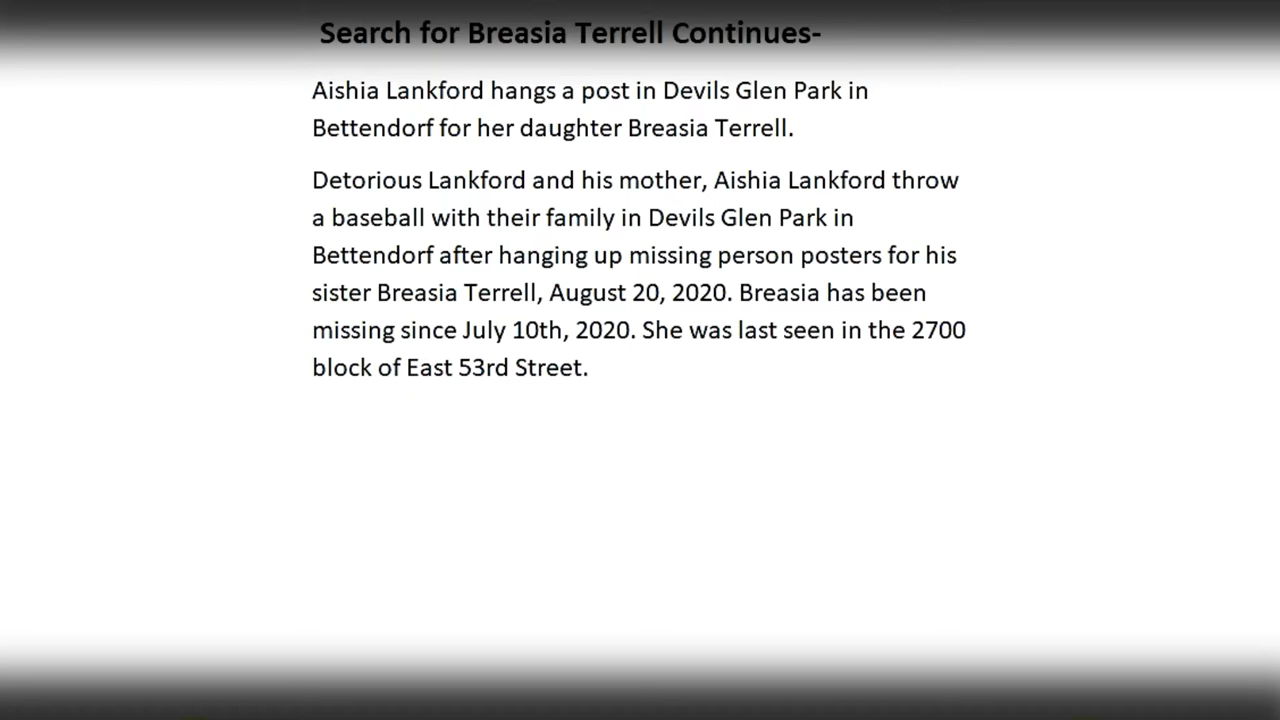 Search for Breasia Terrell Continues-
Aishia Lankford hangs a post in Devils Glen Park in
Bettendorf for her daughter Breasia Terrell.
Detorious Lankford and his mother, Aishia Lankford throw
a baseball with their family in Devils Glen Park in
Bettendorf after hanging up missing person posters for his
sister Breasia Terrell, August 20, 2020. Breasia has been
missing since July 10th, 2020. She was last seen in the 2700
block of East 53rd Street.